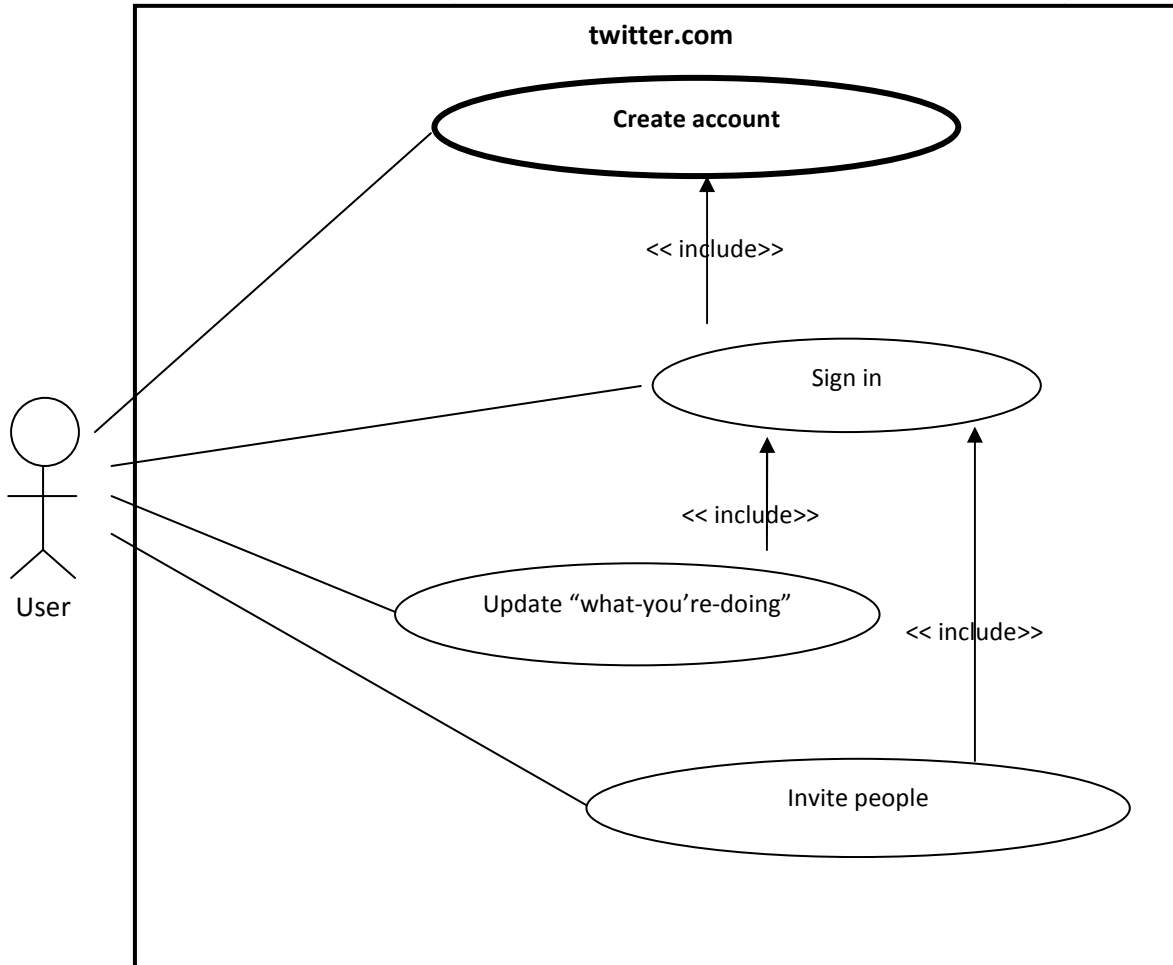 twitter.com
Create account
<< include>>
Sign in
<< include>>
Update “what-you’re-doing”
User
<< include>>
Invite people